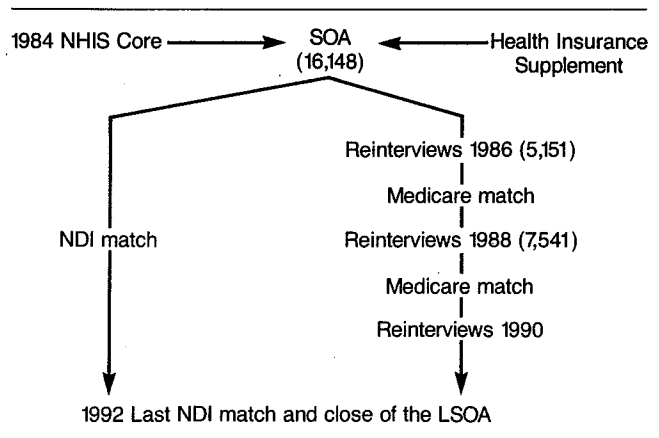 1984 NHIS Core
SOA
(16,148)
Health Insurance
Supplement
Reinterviews 1986 (5,151)
Medicare match
NDI match
Reinterviews 1988 (7,541)
Medicare match
Reinterviews 1990
1992 Last NDI match and close of the LSOA